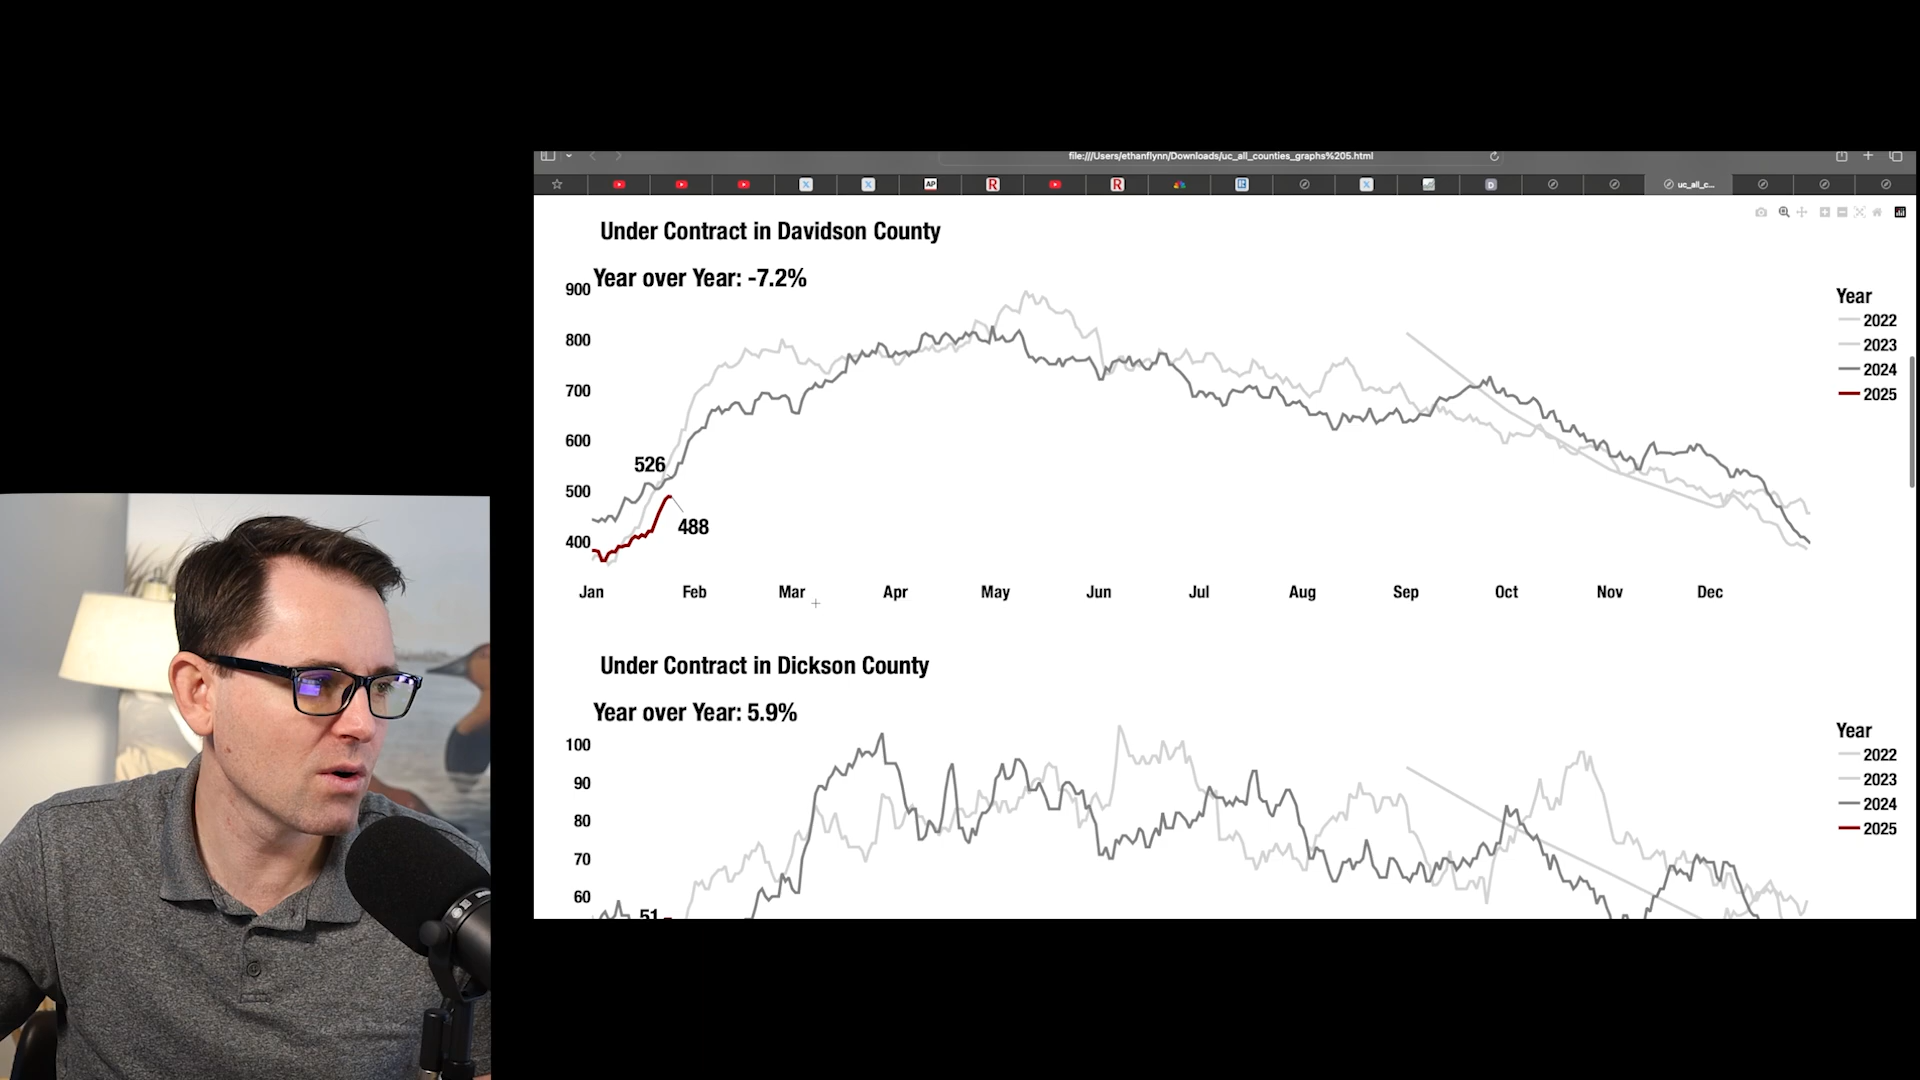 file:///Users/ethanflynn/Downloads/uc_all_counties_graphs%205.html
AP
R
R
D
uc_all_c...
Under Contract in Davidson County
Year over Year: -7.2%
900
800
700
600
500
400
526
488
Jan Feb Mar Apr May Jun Jul Aug Sep Oct Nov Dec
Year
2022
2023
2024
2025
Under Contract in Dickson County
Year over Year: 5.9%
100
90
80
70
60
51
Year
2022
2023
2024
2025